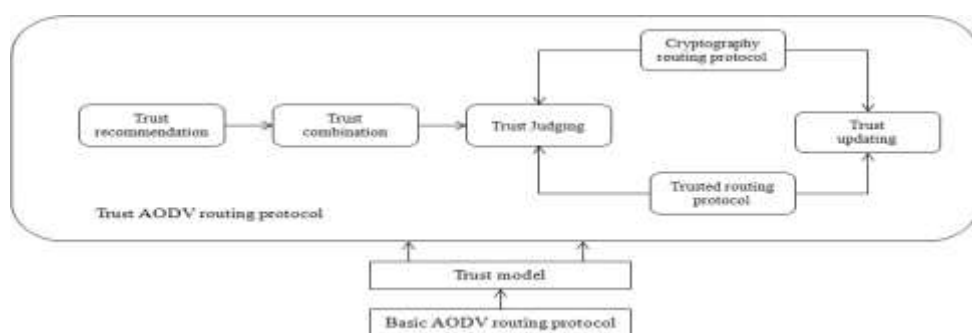 Cryptography
routing protocol
Trust
recommendation
Trust
combination
Trust Judging
Trust
updating
Trusted routing
protocol
Trust AODV routing protocol
Trust model
Basic AODV routing protocol